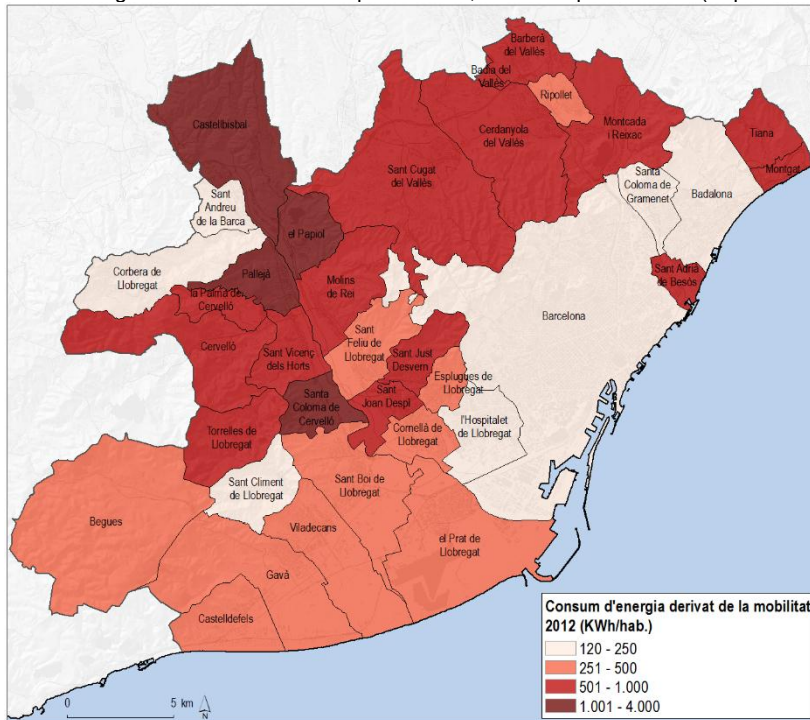 Barberà
del Vallès
Badia del
Vallès
Ripollet
Castellbisbal
Cerdanyola
del Vallès
Montcada
i Reixac
Tiana
Montgat
Sant Cugat
del Vallès
Santa
Coloma de
Gramenet
Badalona
Sant
Andreu
de la Barca
el Papiol
Corbera de
Llobregat
Pallejà
la Palma de
Cervelló
Molins
de Rei
Sant Adrià
de Besòs
Barcelona
Cervelló
Sant Vicenç
dels Horts
Sant
Feliu de
Llobregat
Sant Just
Desvern
Esplugues de
Llobregat
Santa
Coloma de
Cervelló
Sant
Joan Despí
l'Hospitalet
de Llobregat
Cornellà de
Llobregat
Torrelles de
Llobregat
Sant Climent
de Llobregat
Sant Boi de
Llobregat
Begues
Viladecans
el Prat de
Llobregat
Gavà
Castelldefels
Consum d'energia derivat de la mobilitat
2012 (KWh/hab.)
120 - 250
251 - 500
501 - 1.000
1.001 - 4.000
0 5 km
N